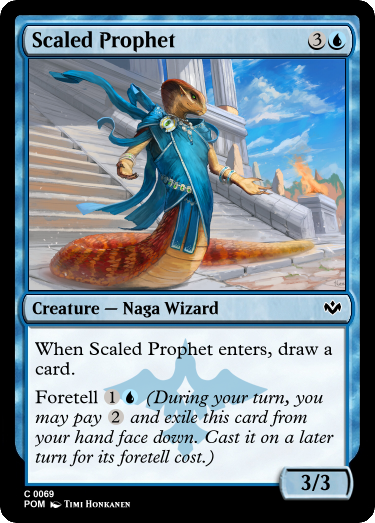 Scaled Prophet 3
Creature — Naga Wizard
When Scaled Prophet enters, draw a
card.
Foretell 1 (During your turn, you
may pay 2 and exile this card from
your hand face down. Cast it on a later
turn for its foretell cost.)
3/3
C 0069
POM Timi Honkanen